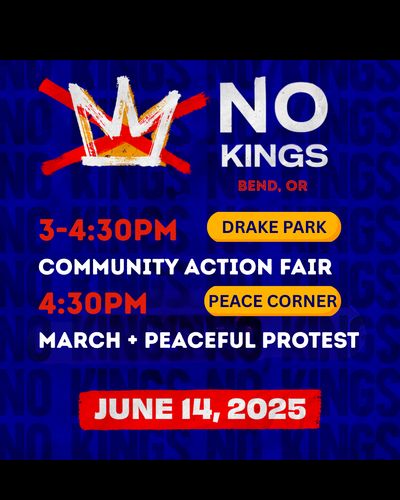 NO
KINGS
BEND, OR
3-4:30PM DRAKE PARK
COMMUNITY ACTION FAIR
4:30PM PEACE CORNER
MARCH + PEACEFUL PROTEST
JUNE 14, 2025